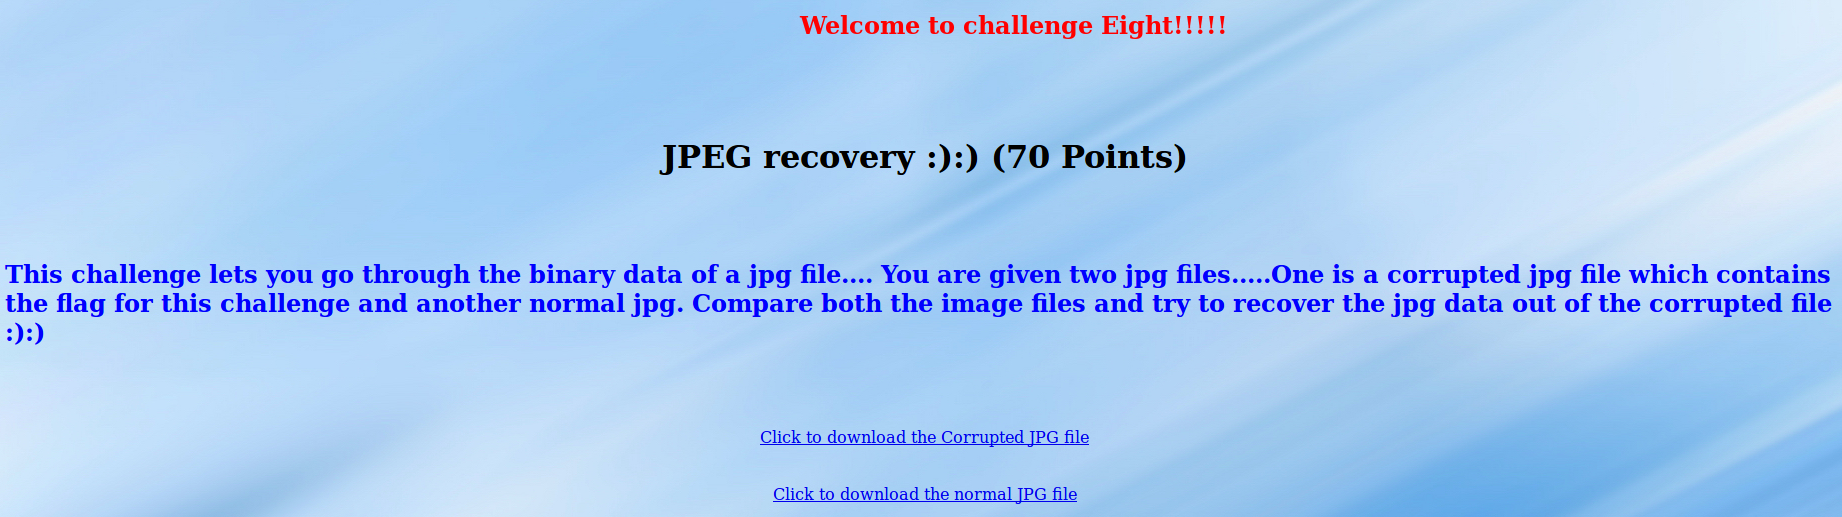 Welcome to challenge Eight!!!!!
JPEG recovery :):) (70 Points)
This challenge lets you go through the binary data of a jpg file.... You are given two jpg files.....One is a corrupted jpg file which contains
the flag for this challenge and another normal jpg. Compare both the image files and try to recover the jpg data out of the corrupted file
:):)
Click to download the Corrupted JPG file
Click to download the normal JPG file